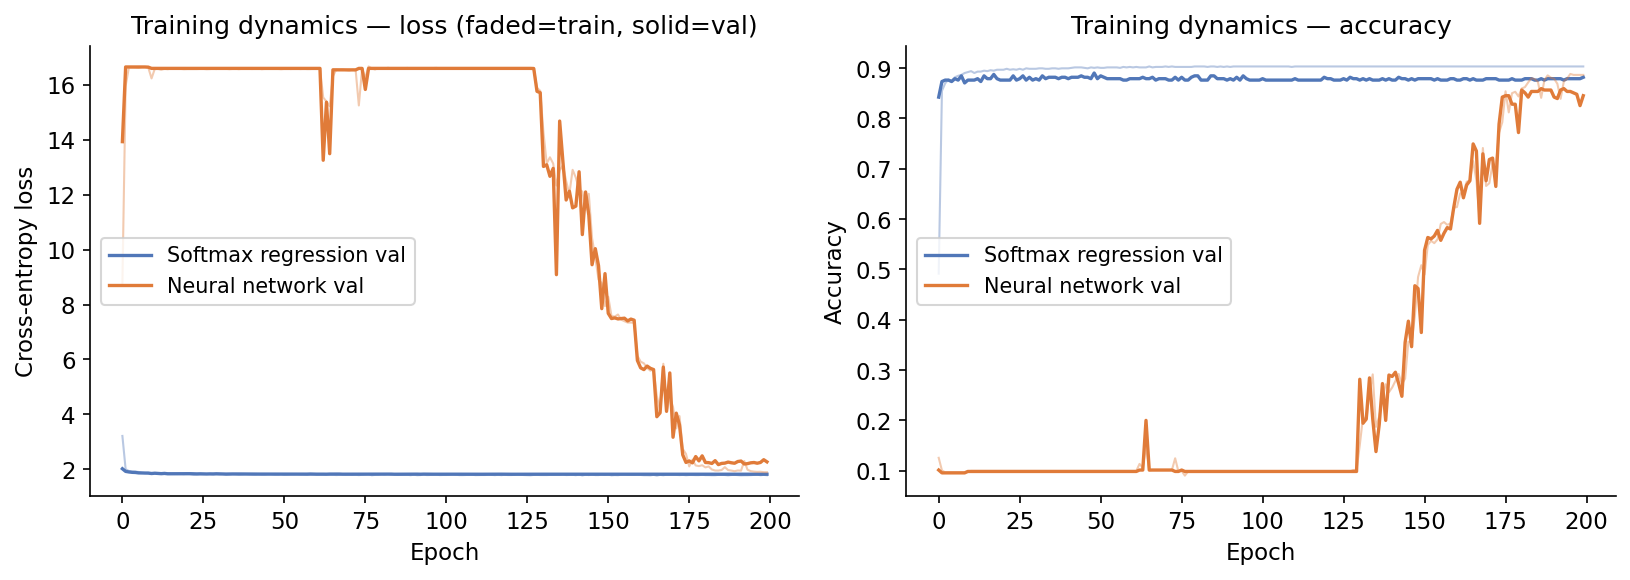 Training dynamics — loss (faded=train, solid=val)
Cross-entropy loss
16
14
12
10
8
6
4
2
Softmax regression val
Neural network val
0 25 50 75 100 125 150 175 200
Epoch
Training dynamics — accuracy
Accuracy
0.9
0.8
0.7
0.6
0.5
0.4
0.3
0.2
0.1
Softmax regression val
Neural network val
0 25 50 75 100 125 150 175 200
Epoch